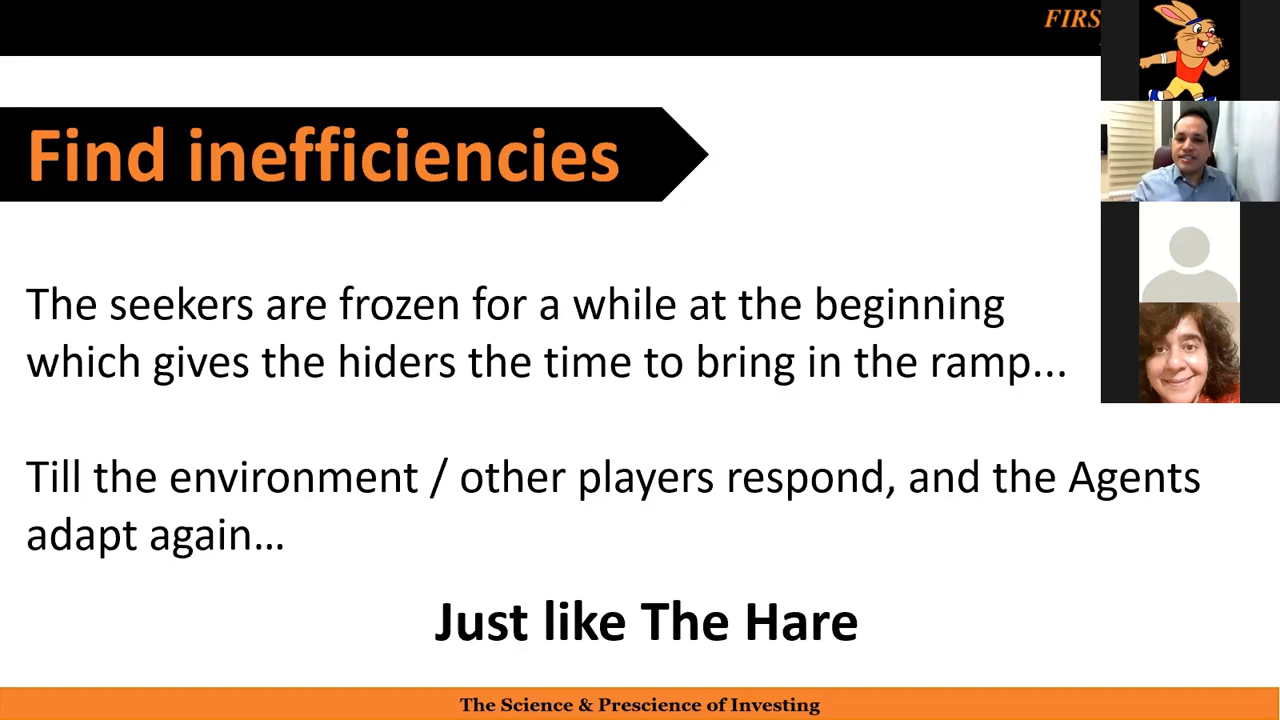 FIRS
Find inefficiencies
The seekers are frozen for a while at the beginning
which gives the hiders the time to bring in the ramp...
Till the environment / other players respond, and the Agents
adapt again...
Just like The Hare
The Science & Prescience of Investing